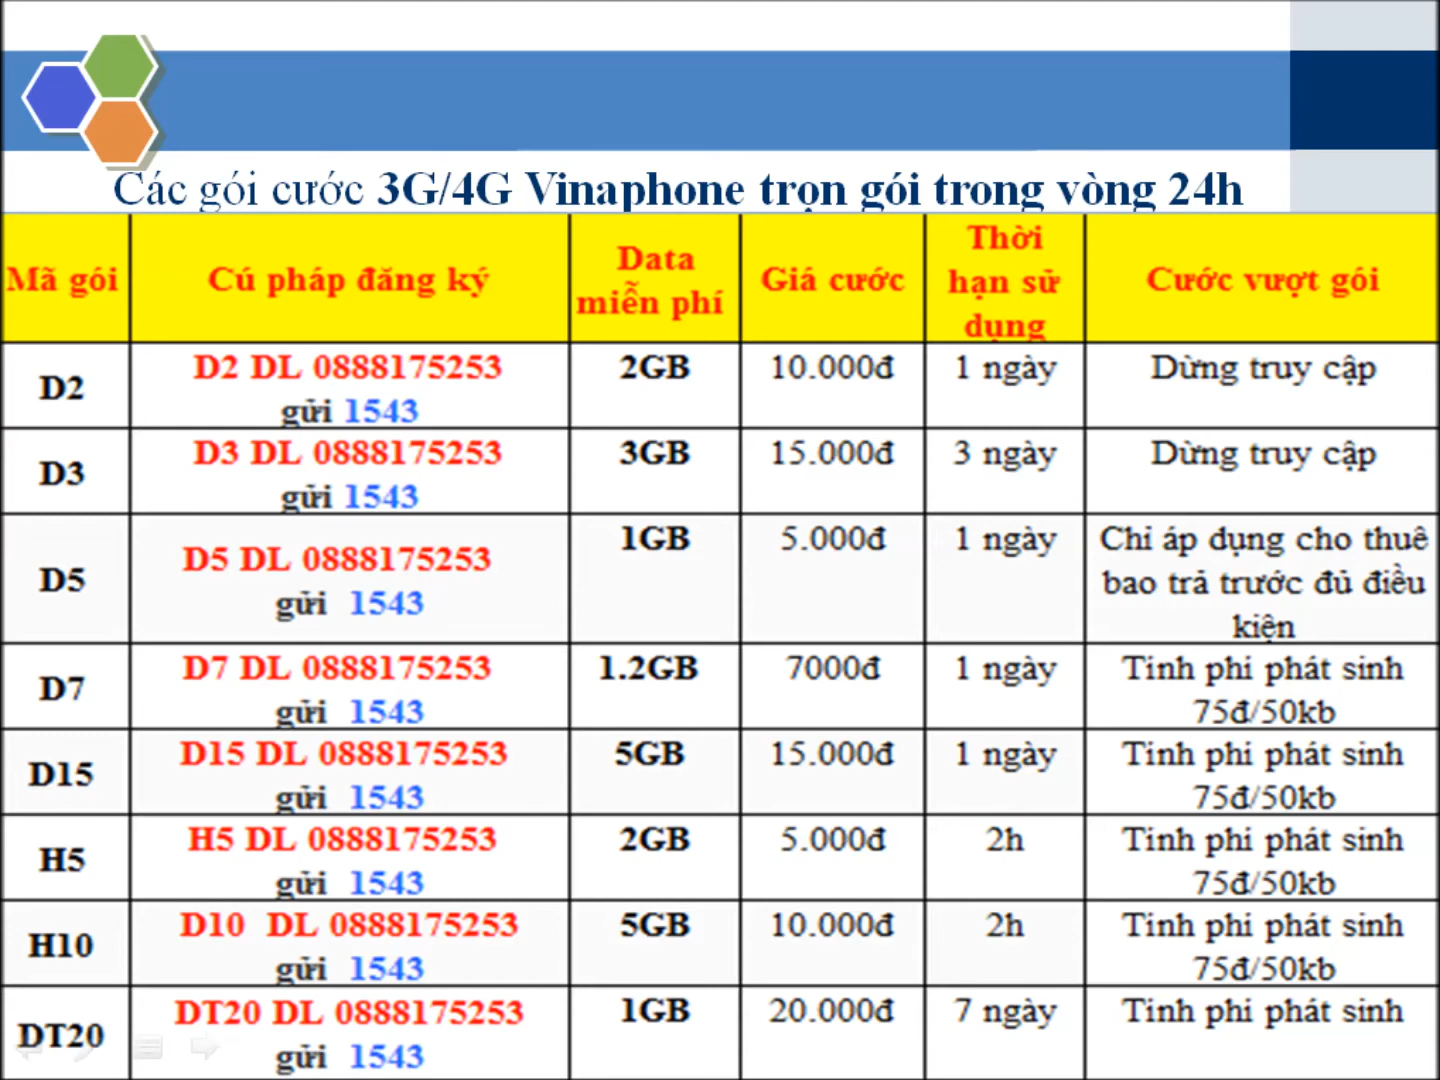 Các gói cước 3G/4G Vinaphone trọn gói trong vòng 24h
Mã gói
Cú pháp đăng ký
Data
miễn phí
Giá cước
Thời
hạn sử
dụng
Cước vượt gói
D2
D2 DL 0888175253
gửi 1543
2GB
10.000đ
1 ngày
Dừng truy cập
D3
D3 DL 0888175253
gửi 1543
3GB
15.000đ
3 ngày
Dừng truy cập
D5
D5 DL 0888175253
gửi 1543
1GB
5.000đ
1 ngày
Chỉ áp dụng cho thuê
bao trả trước đủ điều
kiện
D7
D7 DL 0888175253
gửi 1543
1.2GB
7000đ
1 ngày
Tính phí phát sinh
75đ/50kb
D15
D15 DL 0888175253
gửi 1543
5GB
15.000đ
1 ngày
Tính phí phát sinh
75đ/50kb
H5
H5 DL 0888175253
gửi 1543
2GB
5.000đ
2h
Tính phí phát sinh
75đ/50kb
H10
D10 DL 0888175253
gửi 1543
5GB
10.000đ
2h
Tính phí phát sinh
75đ/50kb
DT20
DT20 DL 0888175253
gửi 1543
1GB
20.000đ
7 ngày
Tính phí phát sinh